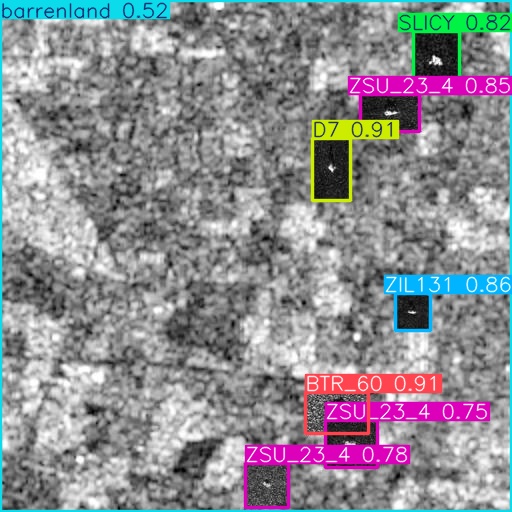 barrenland 0.52
SLICY 0.82
ZSU_23_4 0.85
D7 0.91
ZIL131 0.86
BTR_60 0.91
ZSU_23_4 0.75
ZSU_23_4 0.78